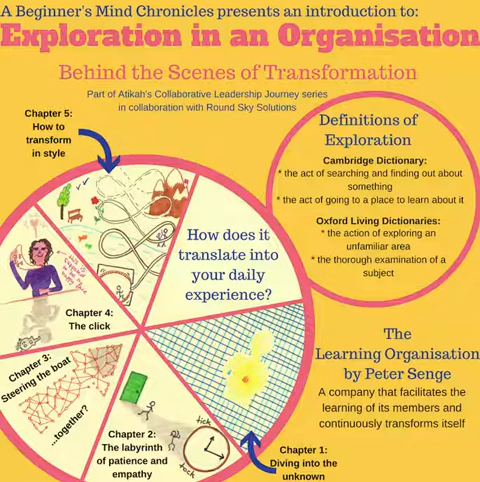 A Beginner's Mind Chronicles presents an introduction to:
Exploration in an Organisation
Behind the Scenes of Transformation
Part of Atikah's Collaborative Leadership Journey series
in collaboration with Round Sky Solutions
Chapter 5:
How to
transform
in style
Definitions of
Exploration
Cambridge Dictionary:
* the act of searching and finding out about
something
* the act of going to a place to learn about it
Oxford Living Dictionaries:
* the action of exploring an
unfamiliar area
* the thorough examination of a
subject
How does it
translate into
your daily
experience?
Chapter 4:
The click
The
Learning Organisation
by Peter Senge
A company that facilitates the
learning of its members and
continuously transforms itself
Chapter 3:
Steering the boat
...together?
Chapter 2:
The labyrinth
of patience and
empathy
tick
tock
Chapter 1:
Diving into the
unknown